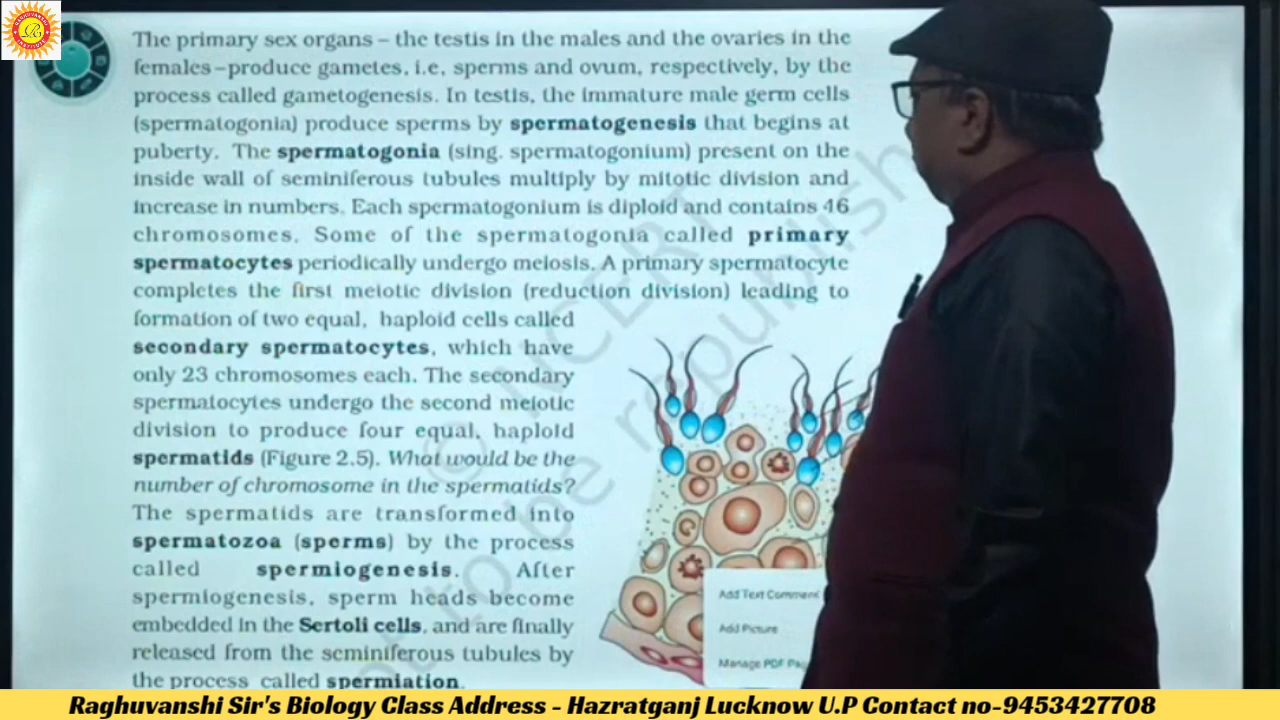 The primary sex organs – the testis in the males and the ovaries in the
females –produce gametes, i.e, sperms and ovum, respectively, by the
process called gametogenesis. In testis, the immature male germ cells
(spermatogonia) produce sperms by spermatogenesis that begins at
puberty. The spermatogonia (sing. spermatogonium) present on the
inside wall of seminiferous tubules multiply by mitotic division and
increase in numbers. Each spermatogonium is diploid and contains 46
chromosomes. Some of the spermatogonia called primary
spermatocytes periodically undergo meiosis. A primary spermatocyte
completes the first meiotic division (reduction division) leading to
formation of two equal, haploid cells called
secondary spermatocytes, which have
only 23 chromosomes each. The secondary
spermatocytes undergo the second meiotic
division to produce four equal, haploid
spermatids (Figure 2.5). What would be the
number of chromosome in the spermatids?
The spermatids are transformed into
spermatozoa (sperms) by the process
called spermiogenesis. After
spermiogenesis, sperm heads become
embedded in the Sertoli cells, and are finally
released from the seminiferous tubules by
the process called spermiation.
© NCERT
not to be republish
Add Text Comment
Add Picture
Manage PDF
Raghuvanshi Sir's Biology Class Address - Hazratganj Lucknow U.P Contact no-9453427708